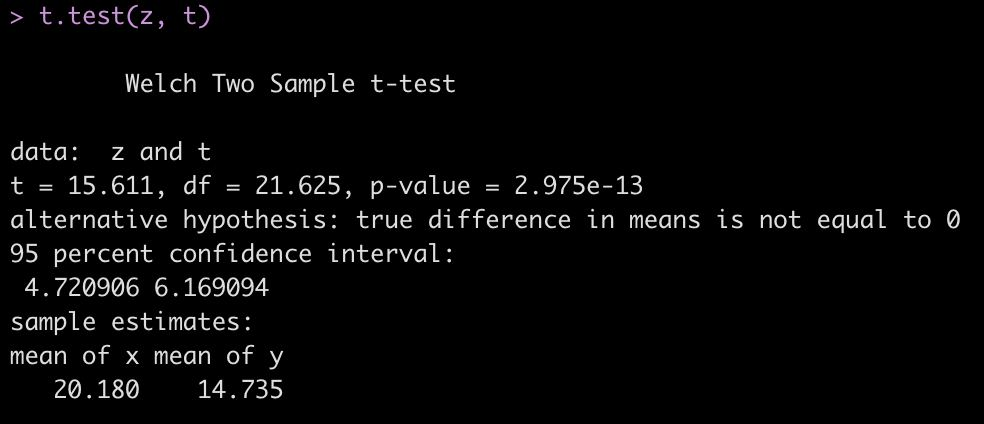 > t.test(z, t)
Welch Two Sample t-test
data:  z and t
t = 15.611, df = 21.625, p-value = 2.975e-13
alternative hypothesis: true difference in means is not equal to 0
95 percent confidence interval:
 4.720906 6.169094
sample estimates:
mean of x mean of y
   20.180    14.735